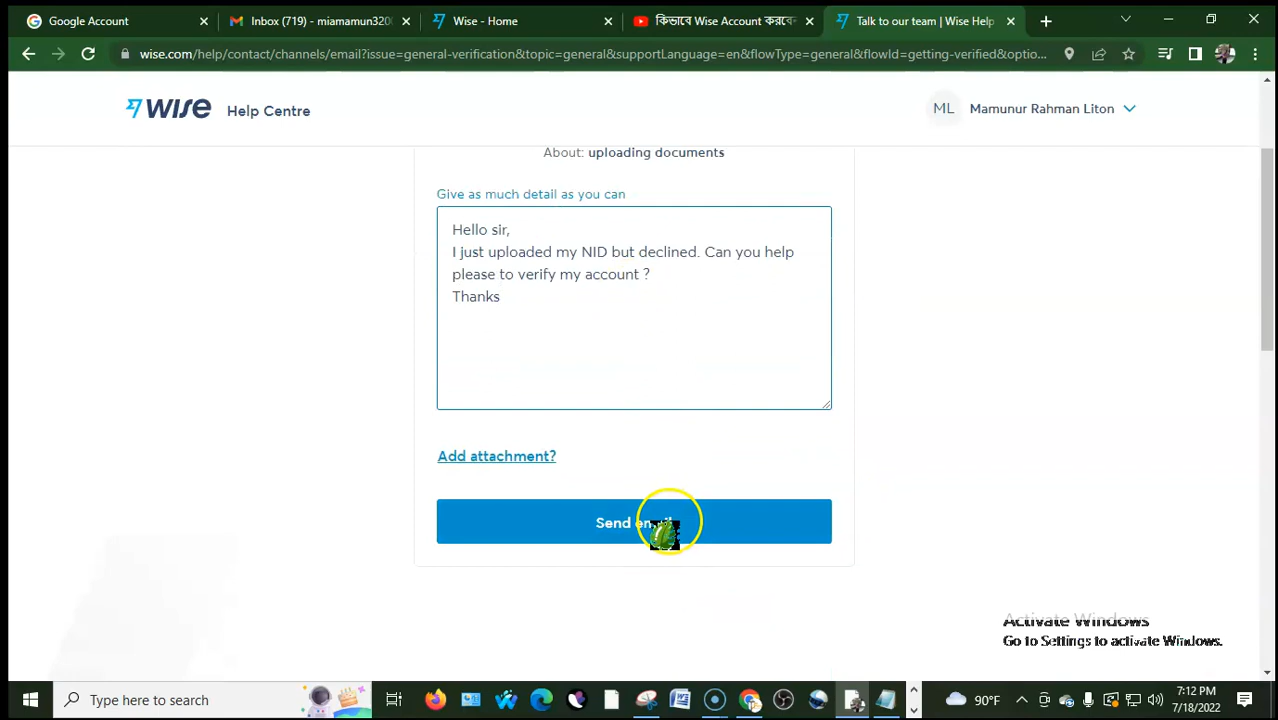 Google Account
Inbox (719) - miamamun320
Wise - Home
কিভাবে Wise Account করবেন
Talk to our team | Wise Help
wise.com/help/contact/channels/email?issue=general-verification&topic=general&supportLanguage=en&flowType=general&flowId=getting-verified&optio...
WISE Help Centre
ML Mamunur Rahman Liton
About: uploading documents
Give as much detail as you can
Hello sir,
I just uploaded my NID but declined. Can you help
please to verify my account ?
Thanks
Add attachment?
Send email
Activate Windows
Go to Settings to activate Windows.
Type here to search
90°F
7:12 PM
7/18/2022